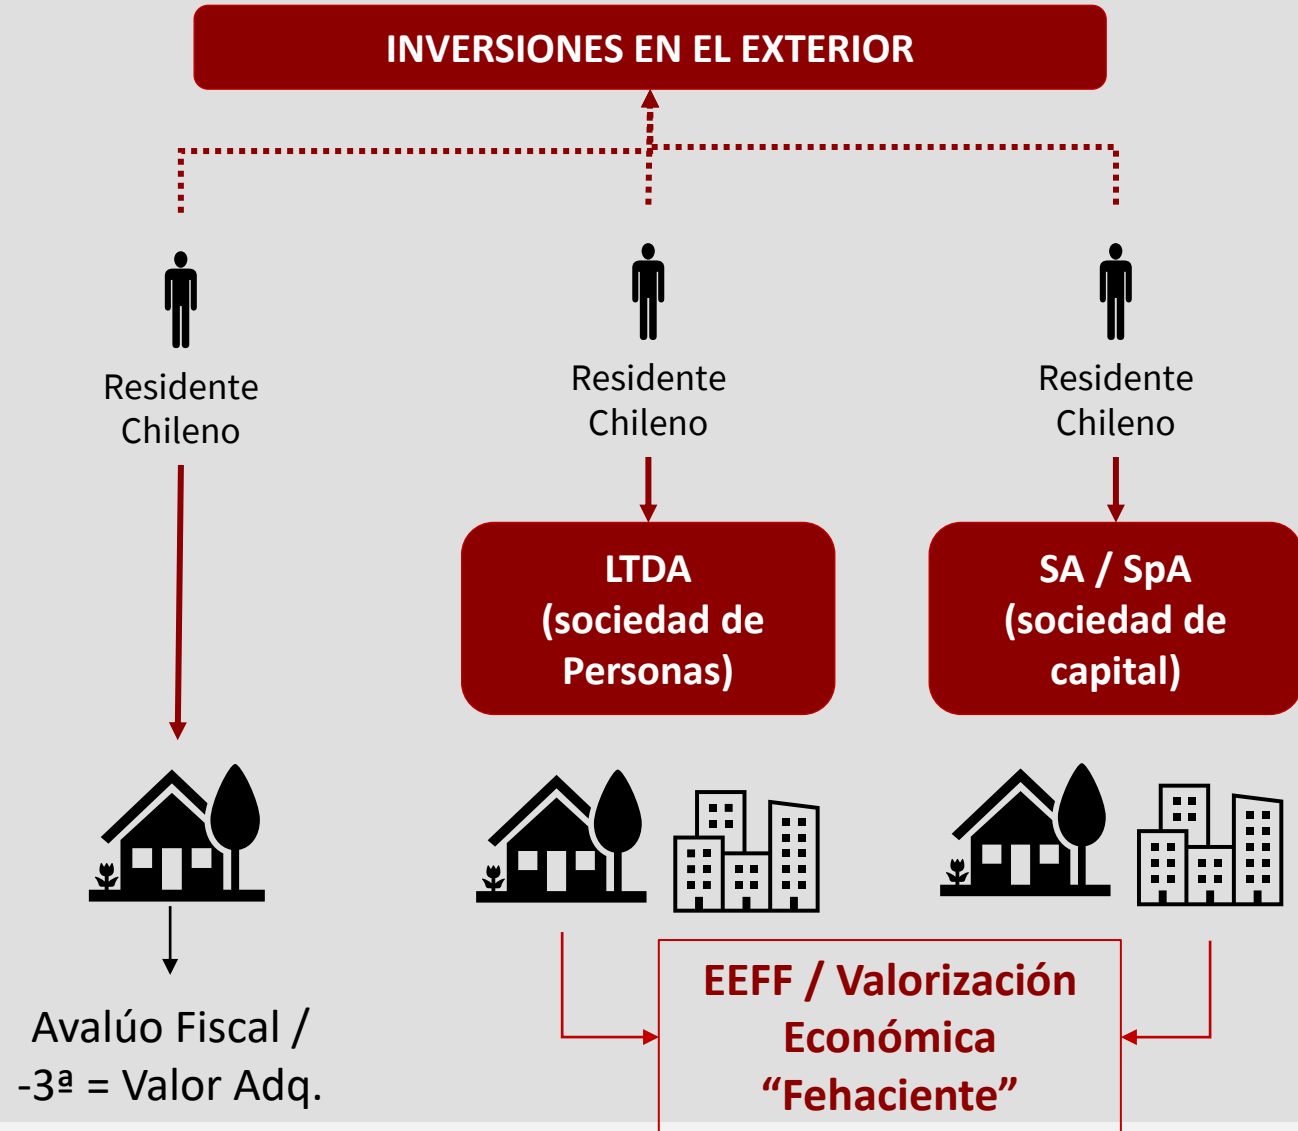 INVERSIONES EN EL EXTERIOR
Residente
Chileno
Residente
Chileno
Residente
Chileno
LTDA
(sociedad de
Personas)
SA / SpA
(sociedad de
capital)
Avalúo Fiscal /
-3ª = Valor Adq.
EEFF / Valorización
Económica
“Fehaciente”